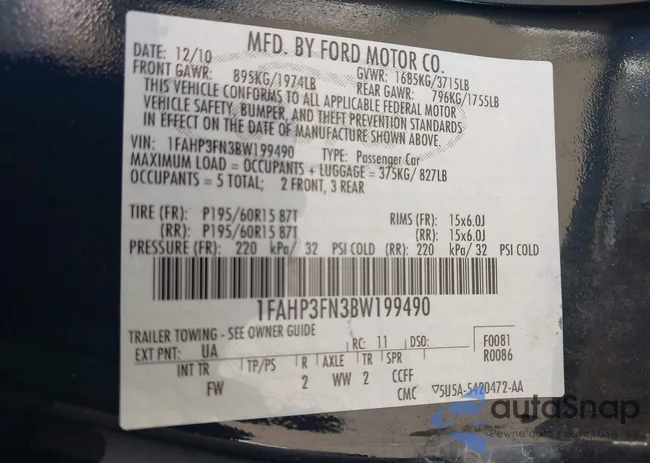 MFD. BY FORD MOTOR CO.
DATE: 12/10 GVWR: 1685KG/3715LB
FRONT GAWR: 895KG/1974LB REAR GAWR: 796KG/1755LB
THIS VEHICLE CONFORMS TO ALL APPLICABLE FEDERAL MOTOR
VEHICLE SAFETY, BUMPER, AND THEFT PREVENTION STANDARDS
IN EFFECT ON THE DATE OF MANUFACTURE SHOWN ABOVE.
VIN: 1FAHP3FN3BW199490 TYPE: Passenger Car
MAXIMUM LOAD = OCCUPANTS + LUGGAGE = 375KG/ 827LB
OCCUPANTS = 5 TOTAL; 2 FRONT, 3 REAR
TIRE (FR): P195/60R15 87T RIMS (FR): 15x6.0J
(RR): P195/60R15 87T (RR): 15x6.0J
PRESSURE (FR): 220 kPa/ 32 PSI COLD (RR): 220 kPa/ 32 PSI COLD
1FAHP3FN3BW199490
TRAILER TOWING - SEE OWNER GUIDE
EXT PNT: UA RC: 11 DSO: F0081
R0086
INT TR TP/PS R AXLE TR SPR
FW 2 WW 2 CCFF
CMC 5U5A-5420472-AA
autoSnap